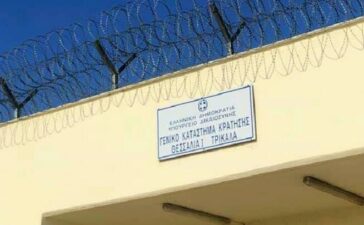 ΕΛΛΗΝΙΚΗ ΔΗΜΟΚΡΑΤΙΑ
ΥΠΟΥΡΓΕΙΟ ΔΙΚΑΙΟΣΥΝΗΣ
ΓΕΝΙΚΟ ΚΑΤΑΣΤΗΜΑ ΚΡΑΤΗΣΗΣ
ΘΕΣΣΑΛΙΑΣ Ι ΤΡΙΚΑΛΑ